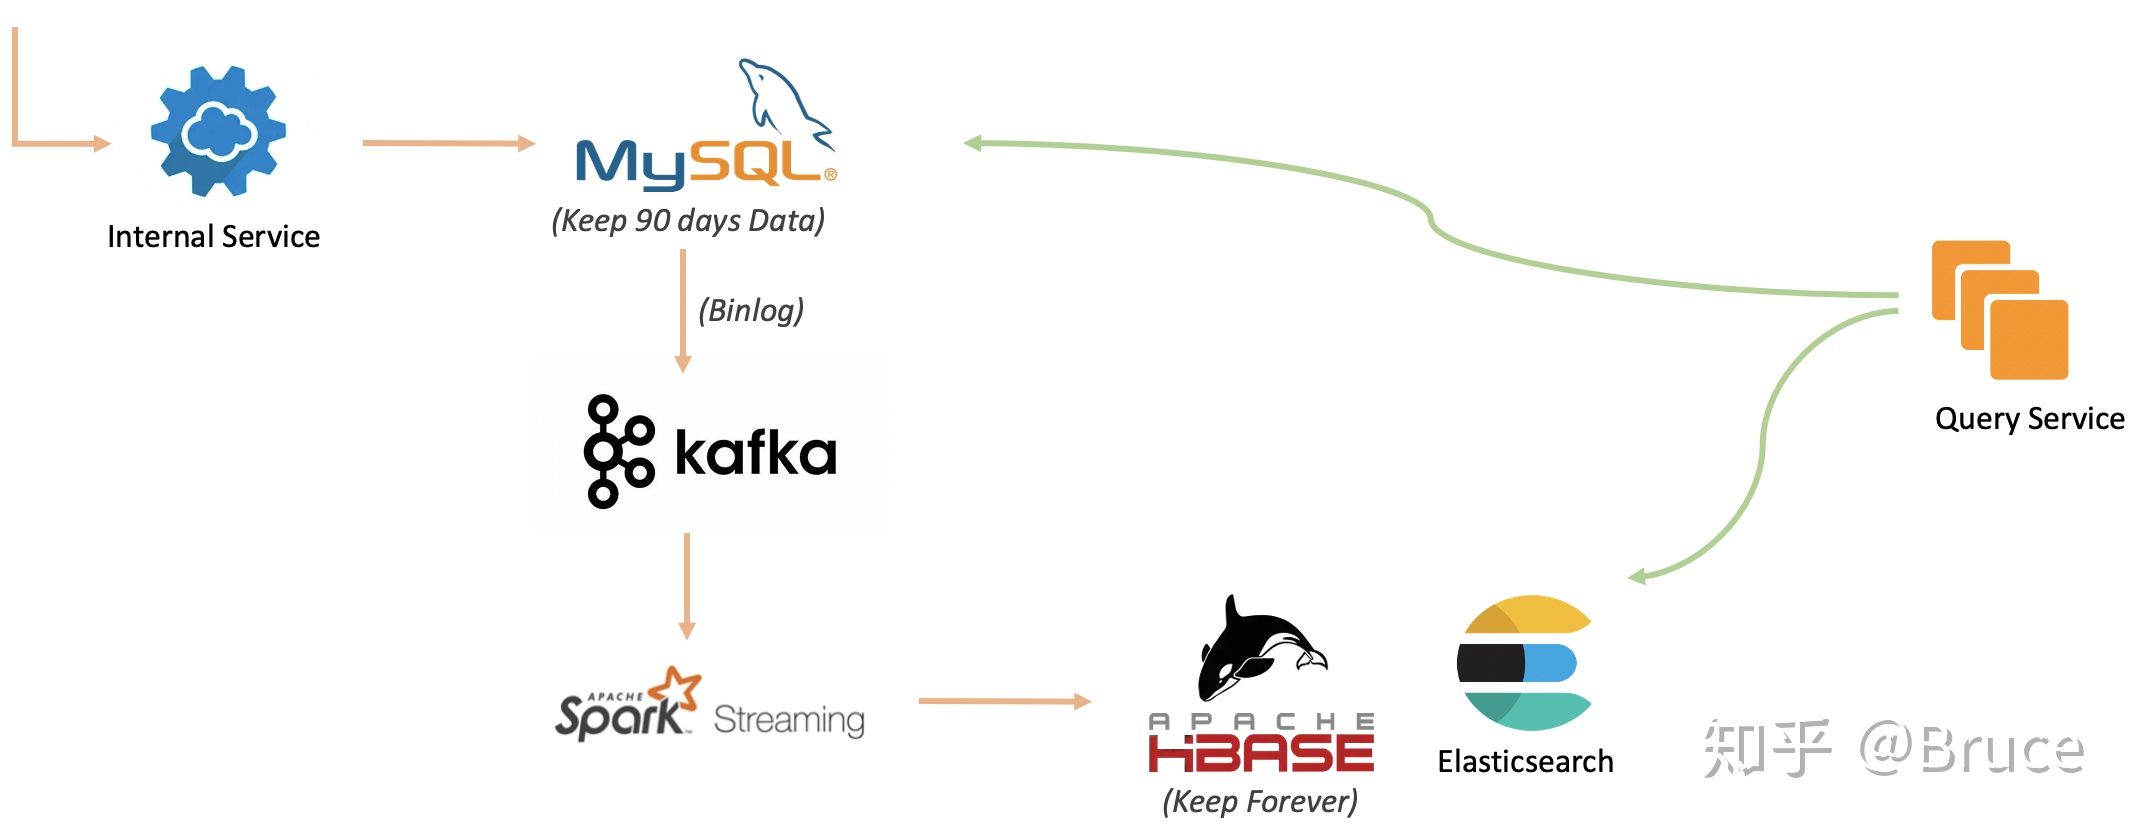 MySQL®
(Keep 90 days Data)
Internal Service
(Binlog)
Query Service
kafka
APACHE
Spark™ Streaming
APACHE
HBASE
(Keep Forever)
Elasticsearch
知乎 @Bruce